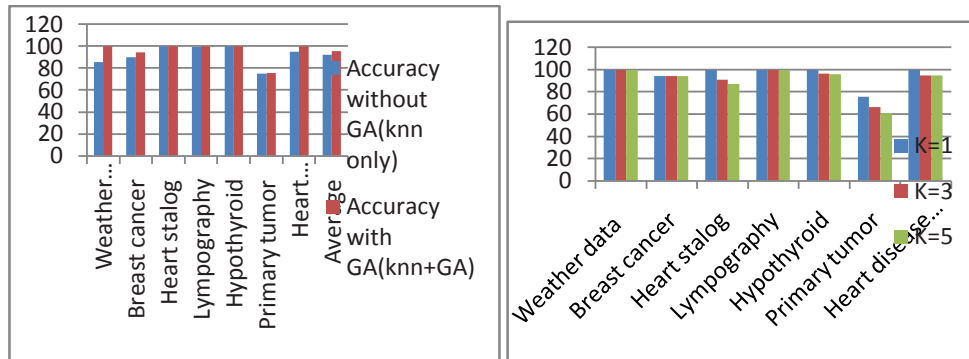 120
100
80
60
40
20
0
Weather...
Breast cancer
Heart stalog
Lympography
Hypothyroid
Primary tumor
Heart...
Average
Accuracy
without
GA(knn
only)
Accuracy
with
GA(knn+GA)
120
100
80
60
40
20
0
Weather data
Breast cancer
Heart stalog
Lympography
Hypothyroid
Primary tumor
Heart disease...
K=1
K=3
K=5